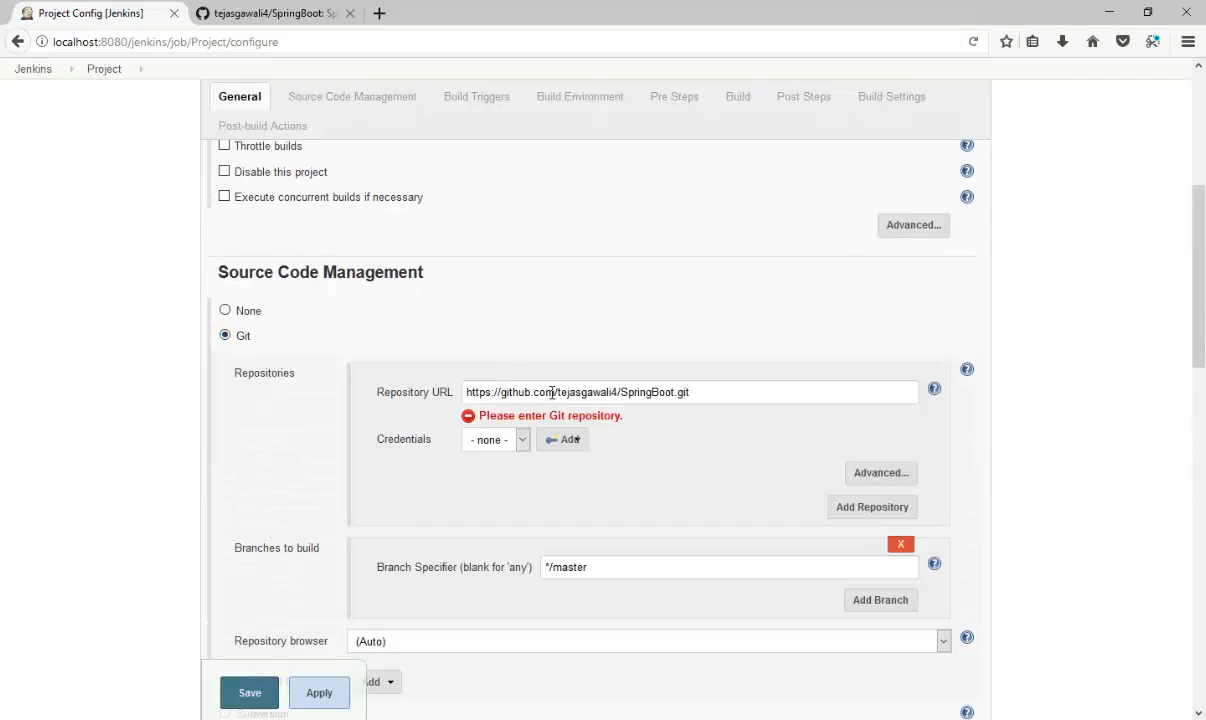 Project Config [Jenkins]
tejasgawali4/SpringBoot: Sp
localhost:8080/jenkins/job/Project/configure
Jenkins
Project
General
Source Code Management
Build Triggers
Build Environment
Pre Steps
Build
Post Steps
Build Settings
Post-build Actions
Throttle builds
Disable this project
Execute concurrent builds if necessary
Advanced...
Source Code Management
None
Git
Repositories
Repository URL
https://github.com/tejasgawali4/SpringBoot.git
Please enter Git repository.
Credentials
- none -
Add
Advanced...
Add Repository
Branches to build
X
Branch Specifier (blank for 'any')
*/master
Add Branch
Repository browser
(Auto)
Save
Apply
Add
Subversion